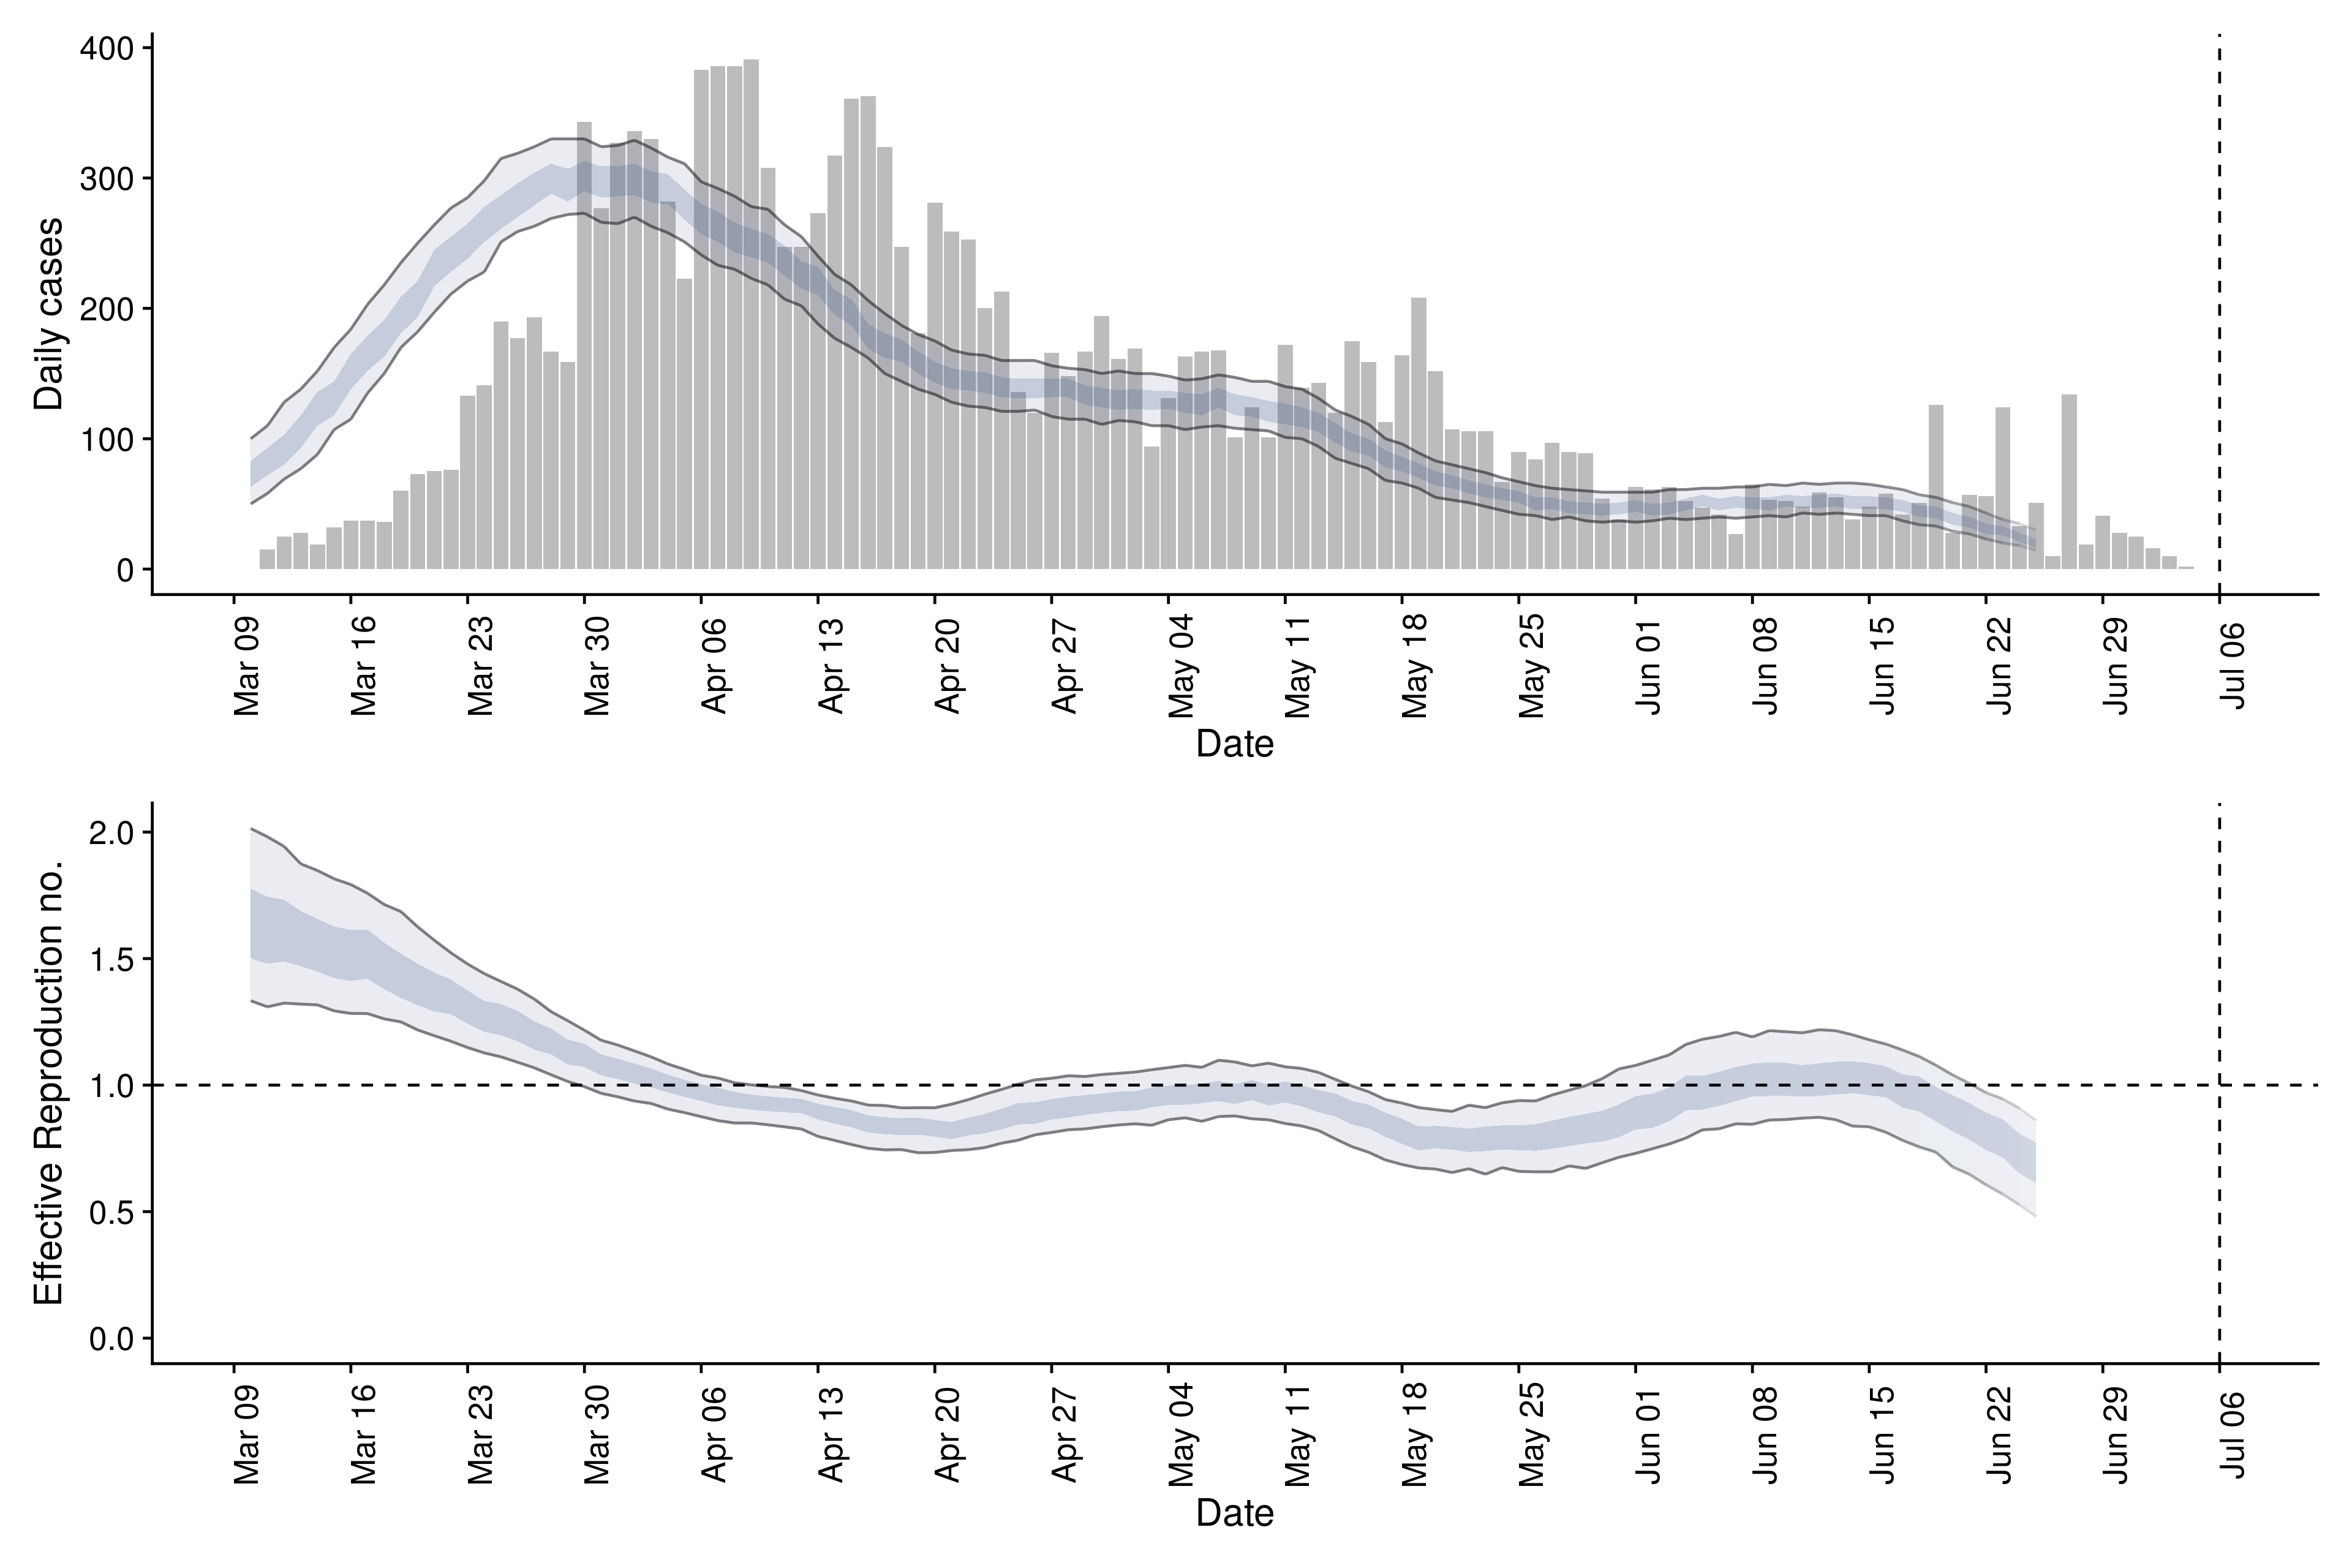 Daily cases
400
300
200
100
0
Mar 09
Mar 16
Mar 23
Mar 30
Apr 06
Apr 13
Apr 20
Apr 27
May 04
May 11
May 18
May 25
Jun 01
Jun 08
Jun 15
Jun 22
Jun 29
Jul 06
Date
Effective Reproduction no.
2.0
1.5
1.0
0.5
0.0
Mar 09
Mar 16
Mar 23
Mar 30
Apr 06
Apr 13
Apr 20
Apr 27
May 04
May 11
May 18
May 25
Jun 01
Jun 08
Jun 15
Jun 22
Jun 29
Jul 06
Date